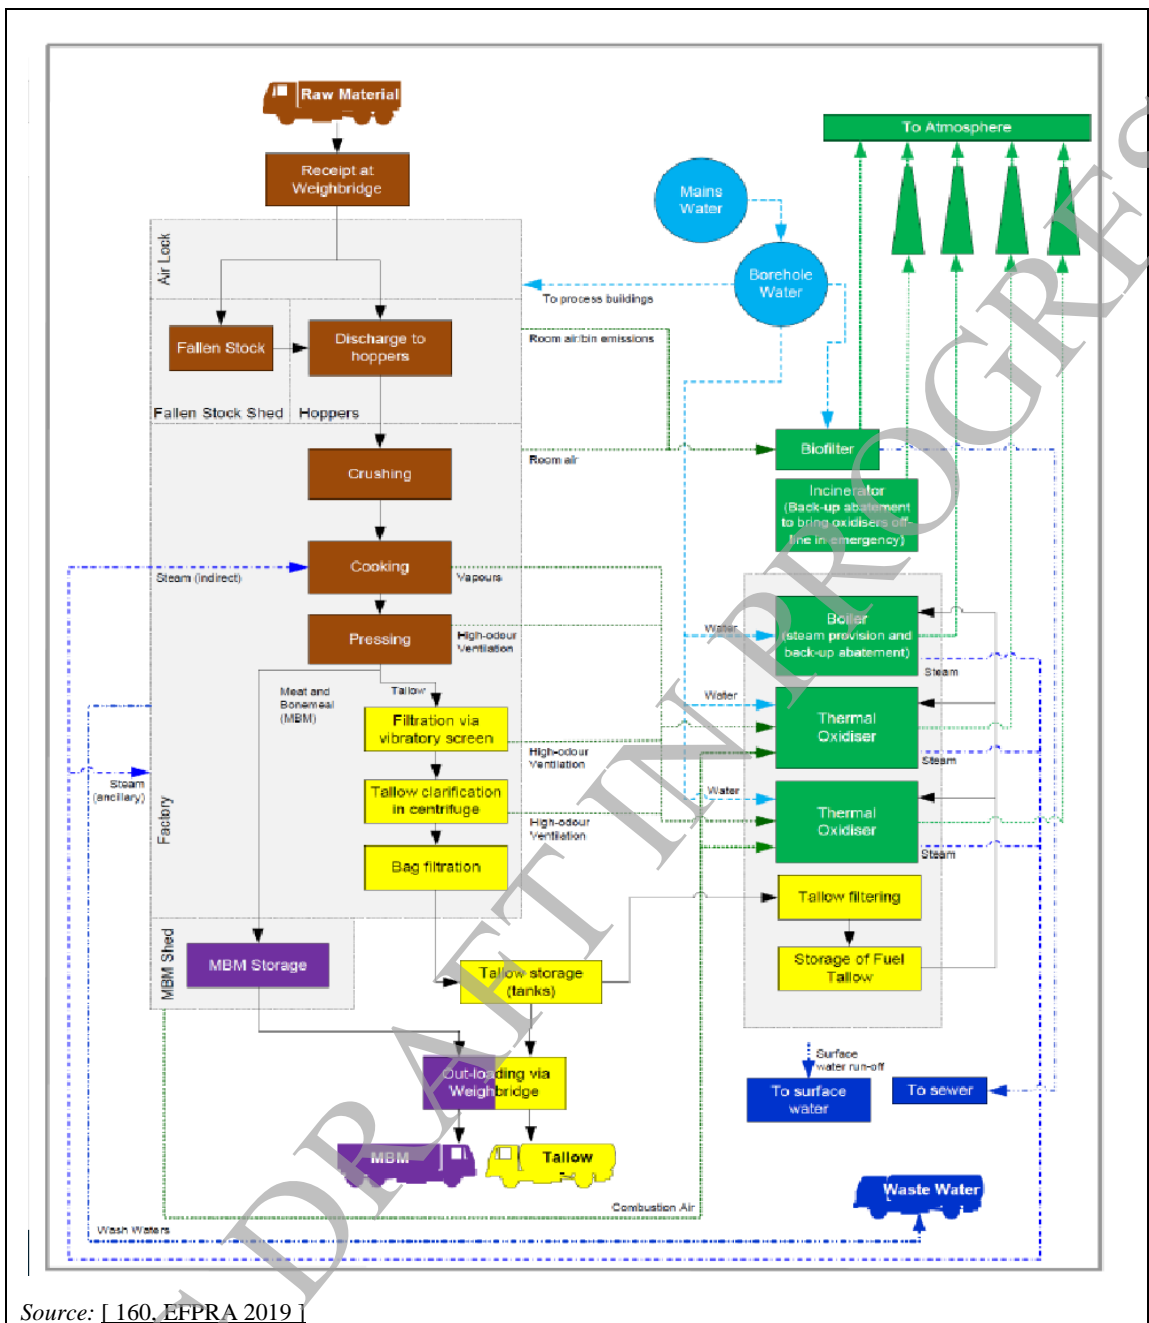 Raw Material
Receipt at
Weighbridge
To Atmosphere
Mains
Water
Air Lock
Borehole
Water
To process buildings
Fallen Stock
Discharge to
hoppers
Room air/bin emissions
Fallen Stock Shed
Hoppers
Crushing
Room air
Biofilter
Incinerator
(Back-up abatement
to bring oxidisers off-
line in emergency)
Cooking
Steam (indirect)
Vapours
Pressing
High-odour
Ventilation
Water
Boiler
(steam provision and
back-up abatement)
Steam
Meat and
Bonemeal
(MBM)
Tallow
Filtration via
vibratory screen
High-odour
Ventilation
Water
Thermal
Oxidiser
Steam
Steam
(ancillary)
Factory
Tallow clarification
in centrifuge
High-odour
Ventilation
Water
Thermal
Oxidiser
Steam
Bag filtration
Tallow filtering
MBM Shed
MBM Storage
Tallow storage
(tanks)
Storage of Fuel
Tallow
Out-loading via
Weighbridge
Surface
water run-off
To surface
water
To sewer
MBM
Tallow
Waste Water
Combustion Air
Wash Waters
DRAFT IN PROGRES
Source: [ 160, EFPRA 2019 ]